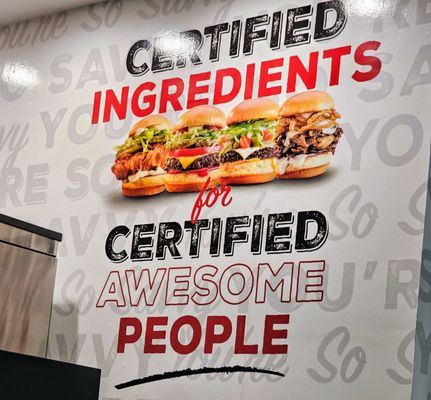 CERTIFIED
INGREDIENTS
for
CERTIFIED
AWESOME
PEOPLE